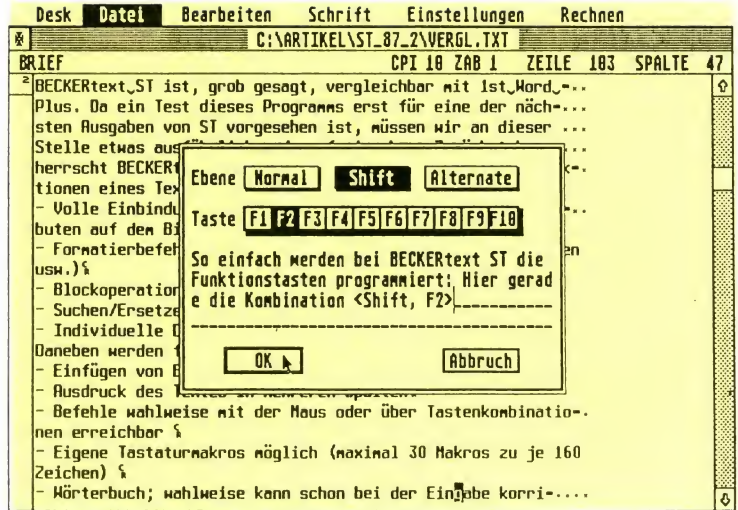 Desk Datei Bearbeiten Schrift Einstellungen Rechnen
C:\ARTIKEL\ST_87_2\VERGL.TXT
BRIEF CPI 10 ZAB 1 ZEILE 103 SPALTE 47
2 BECKERtext ST ist, grob gesagt, vergleichbar mit 1st Word -..
Plus. Da ein Test dieses Programms erst für eine der näch-...
sten Ausgaben von ST vorgesehen ist, müssen wir an dieser ...
Stelle etwas
herrscht BECKERt
tionen eines Tex
- Volle Einbindu
buten auf dem Bi
- Formatierbefeh en
usw.)
- Blockoperation
- Suchen/Ersetze
- Individuelle
Daneben werden
- Einfügen von
- Ausdruck des
- Befehle wahlweise mit der Maus oder über Tastenkombinatio-.
nen erreichbar
- Eigene Tastaturmakros möglich (maximal 30 Makros zu je 160
Zeichen)
- Wörterbuch; wahlweise kann schon bei der Eingabe korri-....
Ebene Normal Shift Alternate
Taste F1 F2 F3 F4 F5 F6 F7 F8 F9 F10
So einfach werden bei BECKERtext ST die
Funktionstasten programmiert: Hier gerad
e die Kombination <Shift, F2>
OK Abbruch